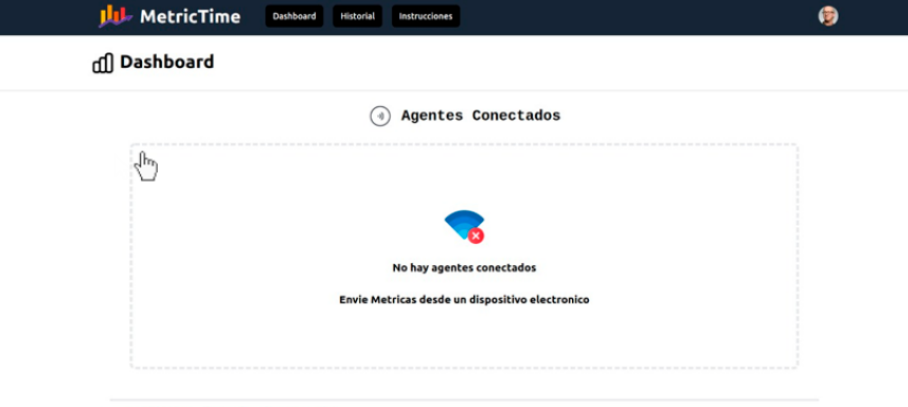 MetricTime
Dashboard
Historial
Instrucciones
Dashboard
Agentes Conectados
No hay agentes conectados
Envie Metricas desde un dispositivo electronico